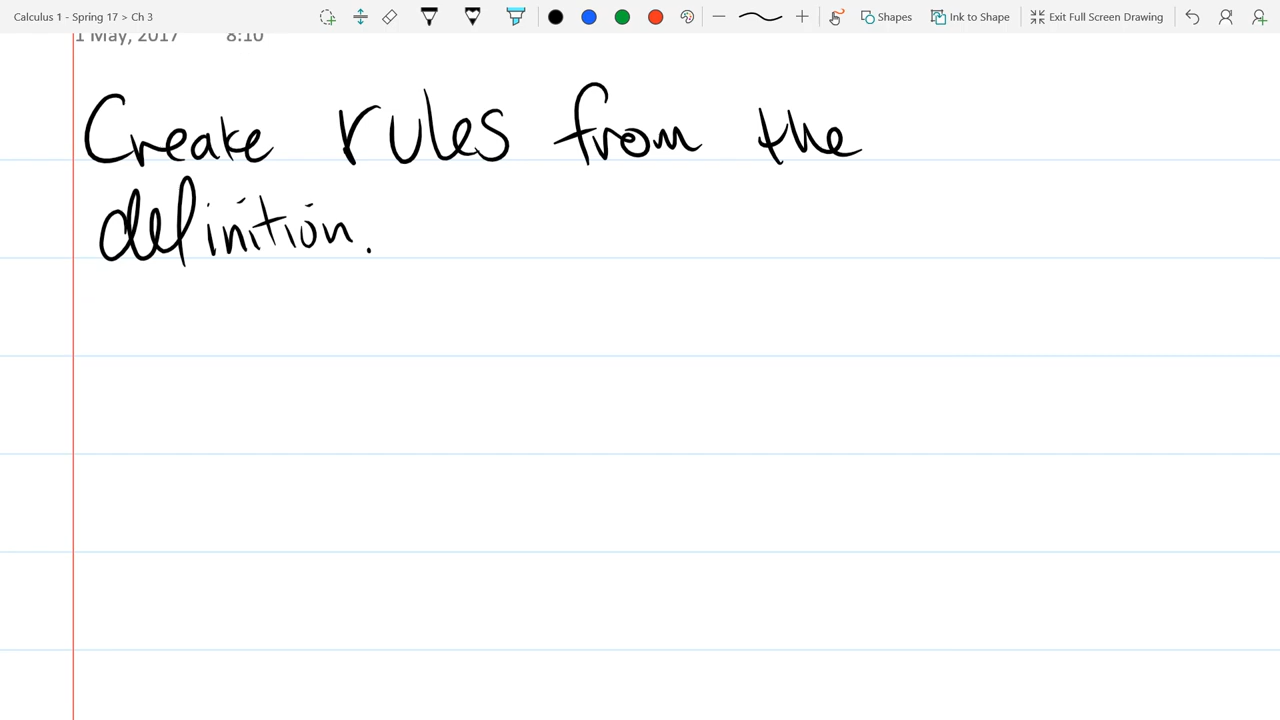 Calculus 1 - Spring 17 > Ch 3
Shapes
Ink to Shape
Exit Full Screen Drawing
1 May, 2017 8:10
Create rules from the
definition.